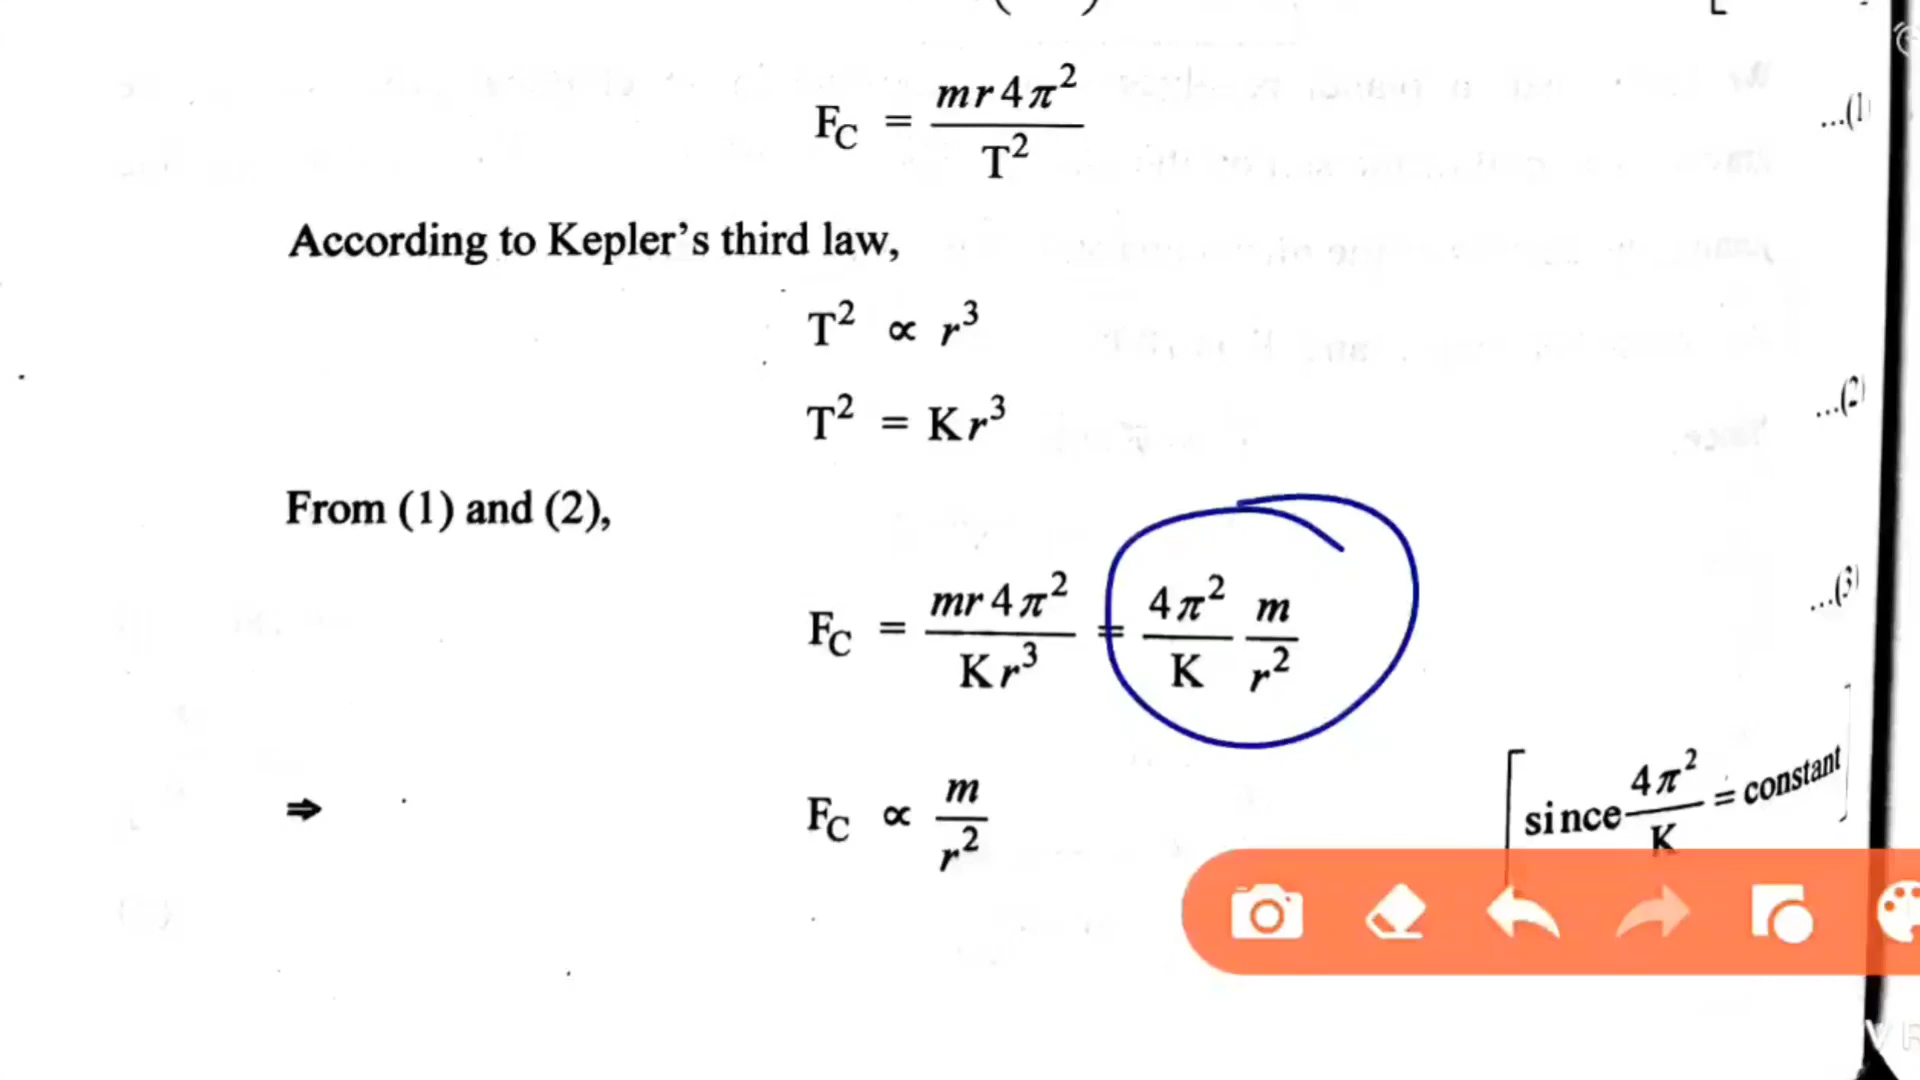 F_C = mr4π² / T² ...(1)
According to Kepler's third law,
T² ∝ r³
T² = Kr³ ...(2)
From (1) and (2),
F_C = mr4π² / Kr³ = 4π² / K m / r² ...(3)
⇒ F_C ∝ m / r² [since 4π² / K = constant]